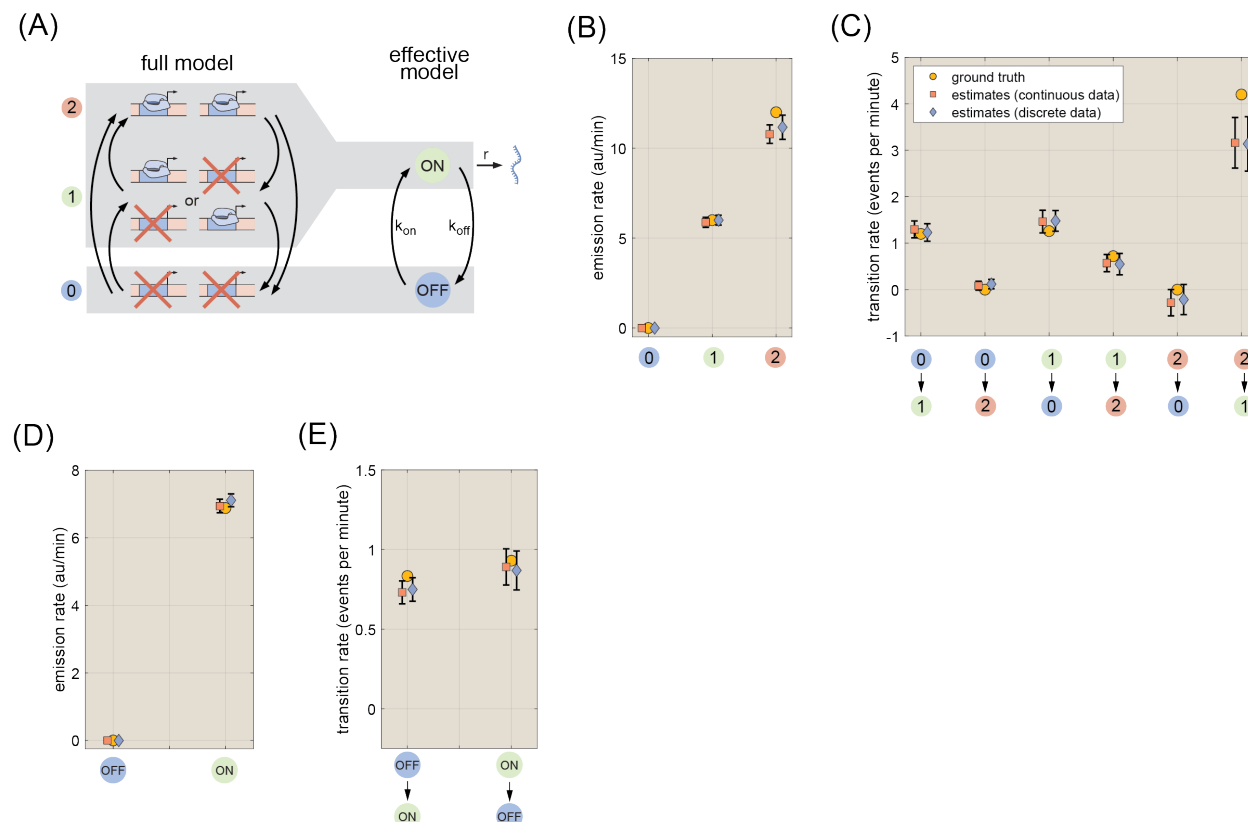 (A)
full model
effective
model
2
1
or
0
ON
r
kon
koff
OFF
(B)
emission rate (au/min)
15
10
5
0
0
1
2
(C)
transition rate (events per minute)
5
4
3
2
1
0
-1
ground truth
estimates (continuous data)
estimates (discrete data)
0
0
1
1
2
2
1
2
0
2
0
1
(D)
emission rate (au/min)
8
6
4
2
0
OFF
ON
(E)
transition rate (events per minute)
1.5
1
0.5
0
OFF
ON
ON
OFF